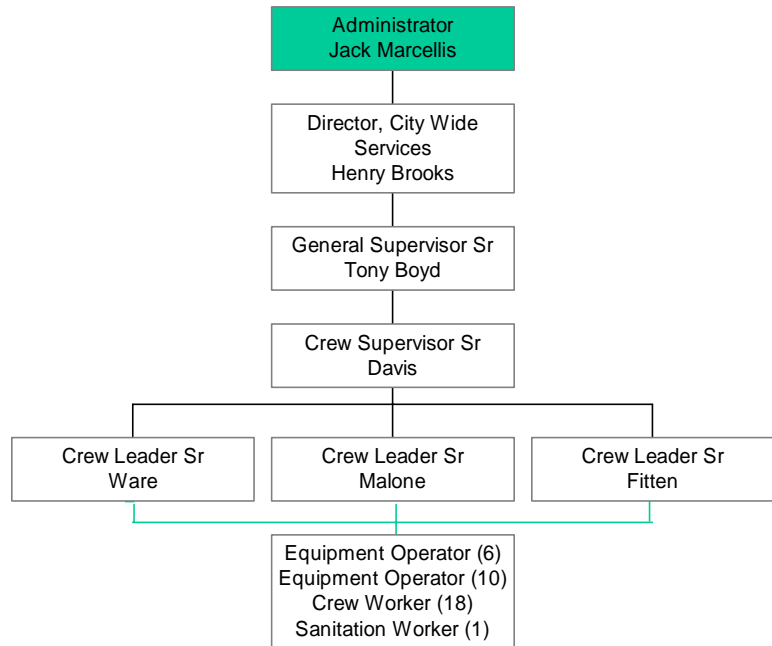 Administrator
Jack Marcellis
Director, City Wide
Services
Henry Brooks
General Supervisor Sr
Tony Boyd
Crew Supervisor Sr
Davis
Crew Leader Sr
Ware
Crew Leader Sr
Malone
Crew Leader Sr
Fitten
Equipment Operator (6)
Equipment Operator (10)
Crew Worker (18)
Sanitation Worker (1)